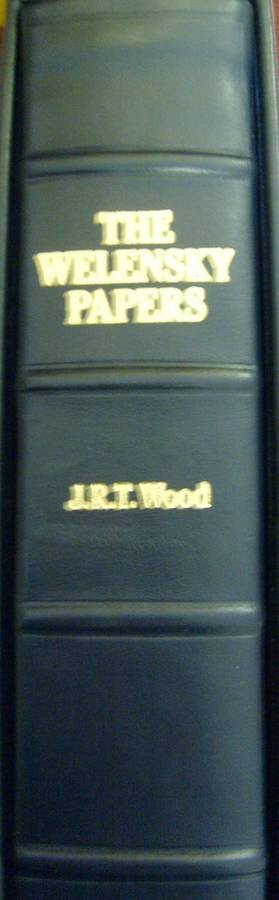 THE
WELENSKY
PAPERS
J.R.T. Wood